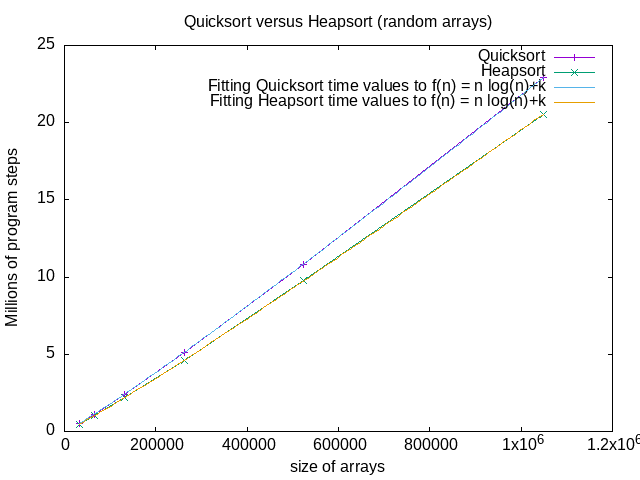 Quicksort versus Heapsort (random arrays)
25
Quicksort
Heapsort
Fitting Quicksort time values to f(n) = n log(n)+k
Fitting Heapsort time values to f(n) = n log(n)+k
20
15
10
5
0
Millions of program steps
0 200000 400000 600000 800000 1x10⁶ 1.2x10⁶
size of arrays